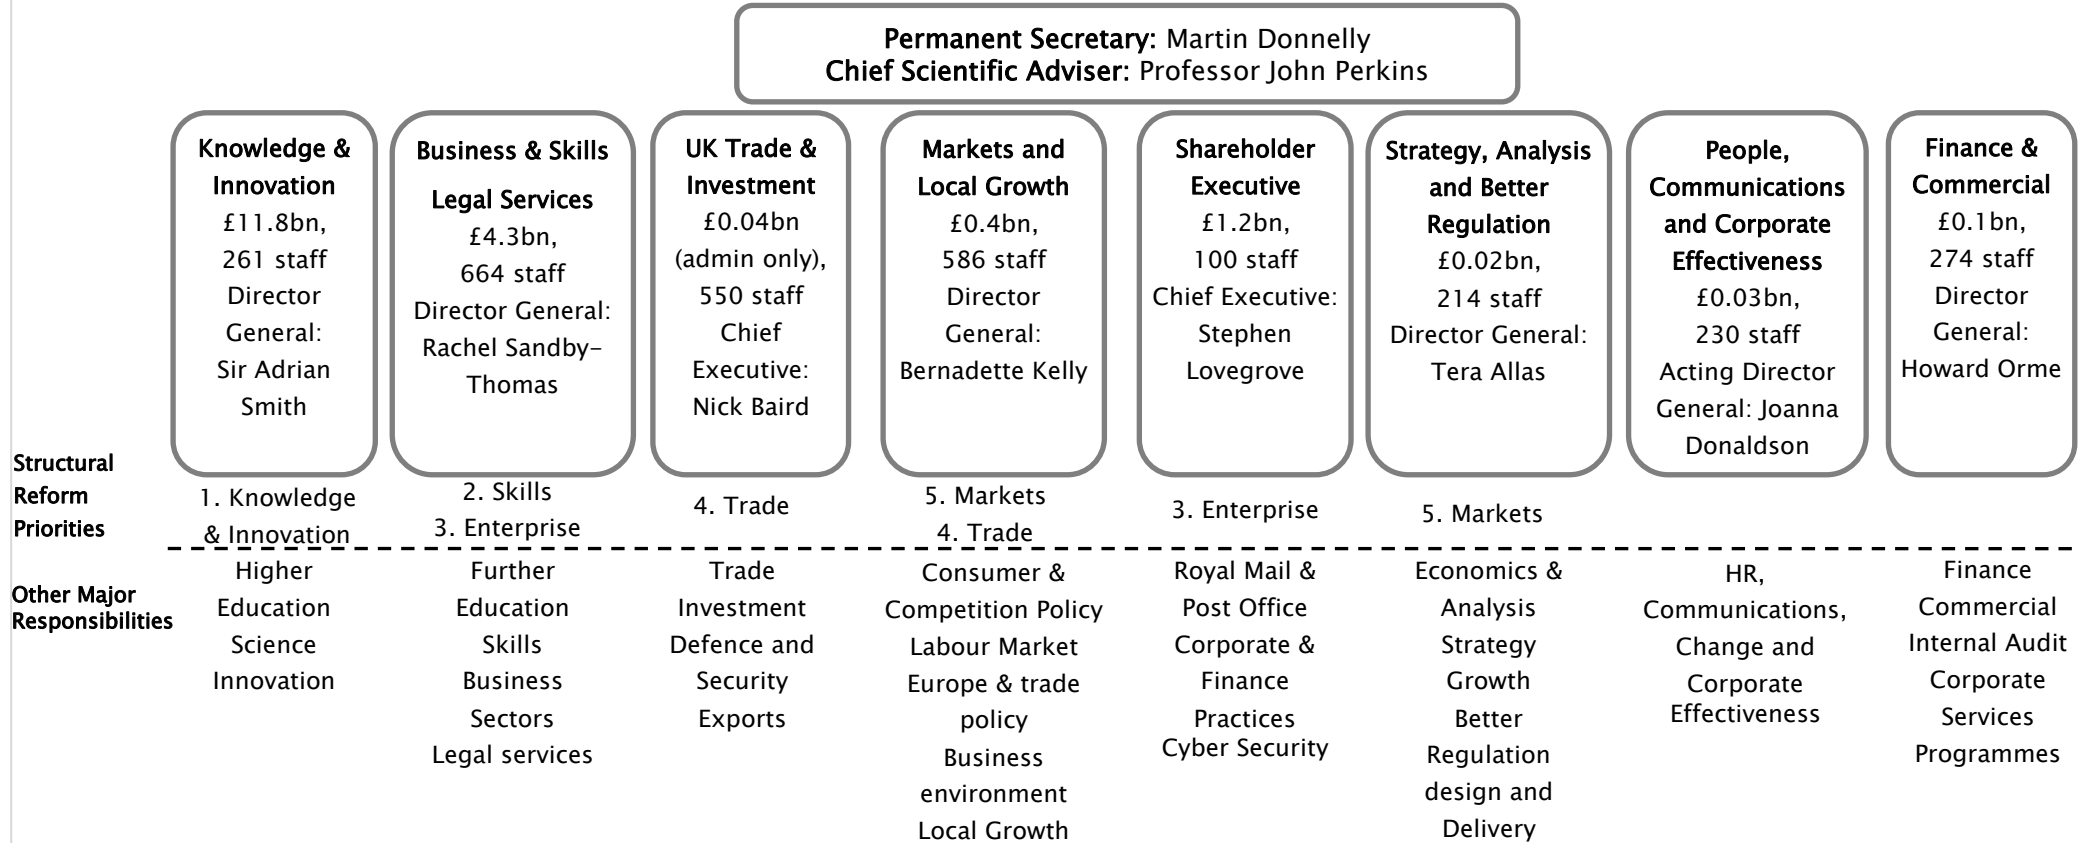 Permanent Secretary: Martin Donnelly
Chief Scientific Adviser: Professor John Perkins
Knowledge &
Innovation
£11.8bn,
261 staff
Director
General:
Sir Adrian
Smith
Business & Skills
Legal Services
£4.3bn,
664 staff
Director General:
Rachel Sandby-
Thomas
UK Trade &
Investment
£0.04bn
(admin only),
550 staff
Chief
Executive:
Nick Baird
Markets and
Local Growth
£0.4bn,
586 staff
Director
General:
Bernadette Kelly
Shareholder
Executive
£1.2bn,
100 staff
Chief Executive:
Stephen
Lovegrove
Strategy, Analysis
and Better
Regulation
£0.02bn,
214 staff
Director General:
Tera Allas
People,
Communications
and Corporate
Effectiveness
£0.03bn,
230 staff
Acting Director
General: Joanna
Donaldson
Finance &
Commercial
£0.1bn,
274 staff
Director
General:
Howard Orme
Structural
Reform
Priorities
1. Knowledge
& Innovation
2. Skills
3. Enterprise
4. Trade
5. Markets
4. Trade
3. Enterprise
5. Markets
Other Major
Responsibilities
Higher
Education
Science
Innovation
Further
Education
Skills
Business
Sectors
Legal services
Trade
Investment
Defence and
Security
Exports
Consumer &
Competition Policy
Labour Market
Europe & trade
policy
Business
environment
Local Growth
Royal Mail &
Post Office
Corporate &
Finance
Practices
Cyber Security
Economics &
Analysis
Strategy
Growth
Better
Regulation
design and
Delivery
HR,
Communications,
Change and
Corporate
Effectiveness
Finance
Commercial
Internal Audit
Corporate
Services
Programmes